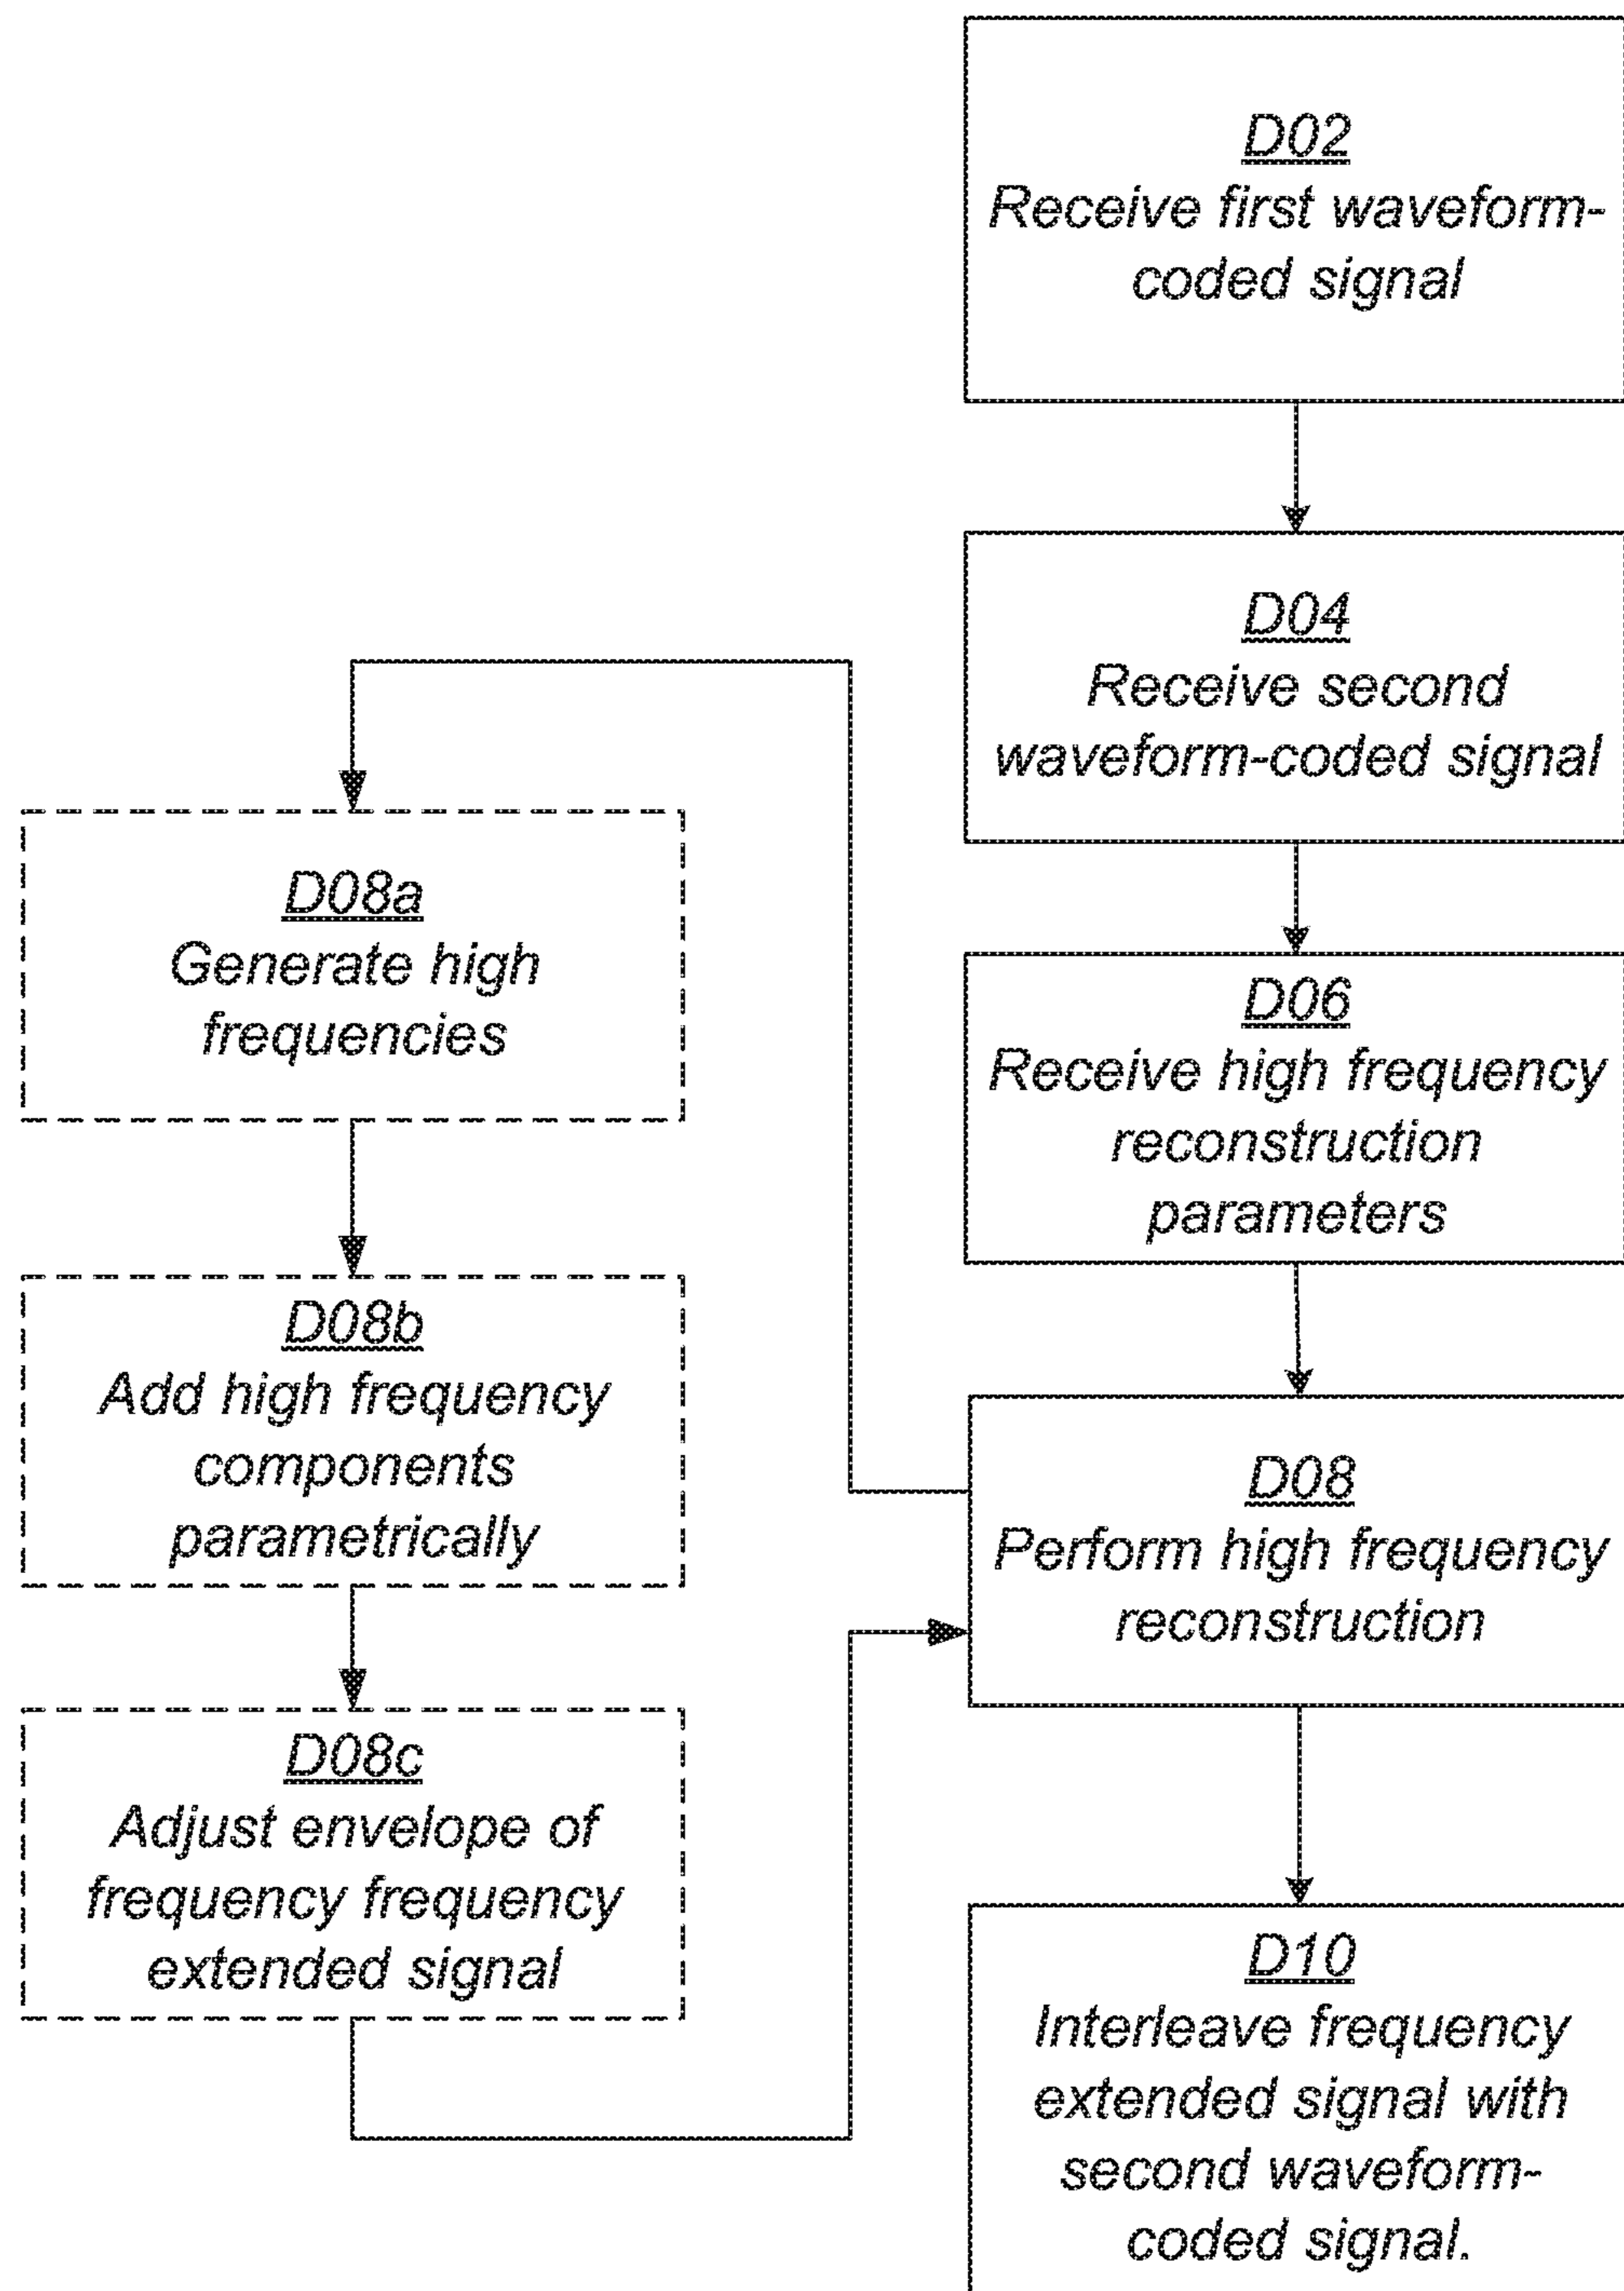 D02
Receive first waveform-
coded signal
D04
Receive second
waveform-coded signal
D06
Receive high frequency
reconstruction
parameters
D08
Perform high frequency
reconstruction
D08a
Generate high
frequencies
D08b
Add high frequency
components
parametrically
D08c
Adjust envelope of
frequency frequency
extended signal
D10
Interleave frequency
extended signal with
second waveform-
coded signal.